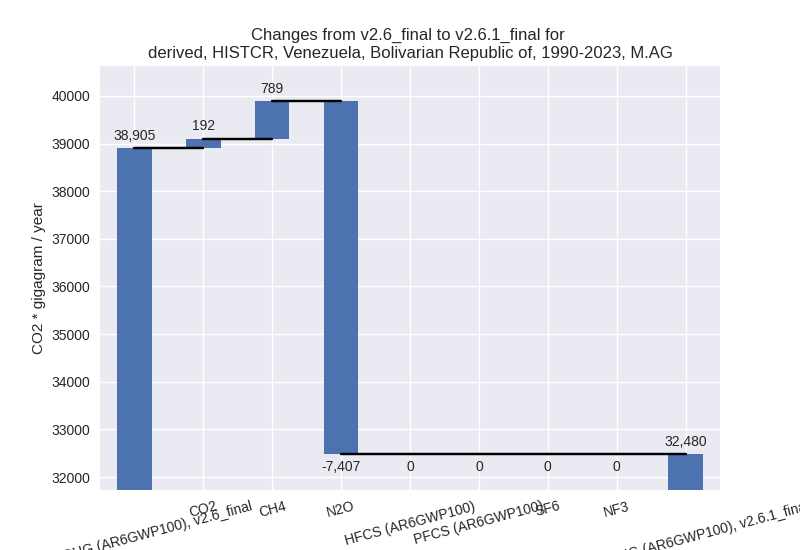 Changes from v2.6_final to v2.6.1_final for
derived, HISTCR, Venezuela, Bolivarian Republic of, 1990-2023, M.AG
CO2 * gigagram / year
40000
39000
38000
37000
36000
35000
34000
33000
32000
38,905
192
789
-7,407
0
0
0
0
32,480
(AR6GWP100), v2.6_final
CO2
CH4
N2O
HFCS (AR6GWP100)
PFCS (AR6GWP100)
SF6
NF3
(AR6GWP100), v2.6.1_fina